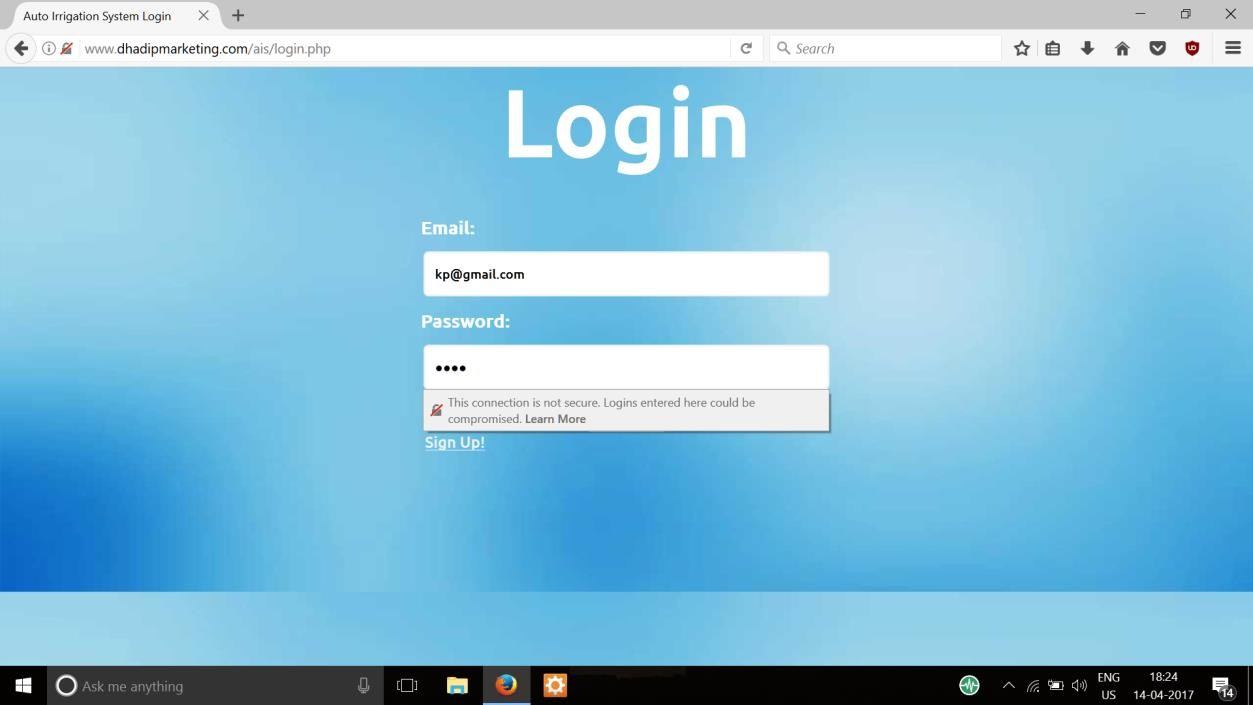 Auto Irrigation System Login
www.dhadipmarketing.com/ais/login.php
Search
Login
Email:
kp@gmail.com
Password:
••••
This connection is not secure. Logins entered here could be
compromised. Learn More
Sign Up!
Ask me anything
ENG
US
18:24
14-04-2017
14